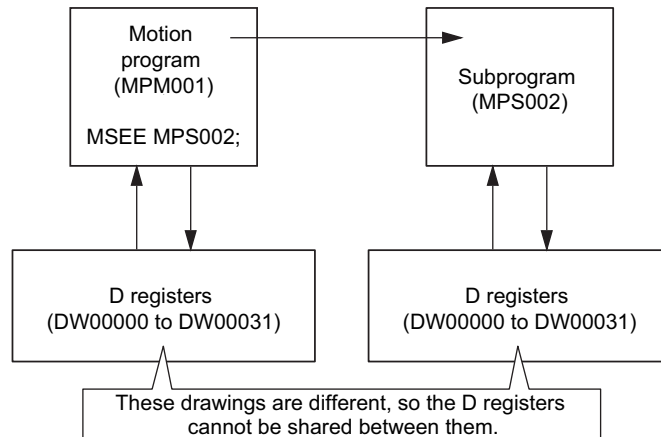 Motion
program
(MPM001)
MSEE MPS002;
Subprogram
(MPS002)
D registers
(DW00000 to DW00031)
D registers
(DW00000 to DW00031)
These drawings are different, so the D registers
cannot be shared between them.